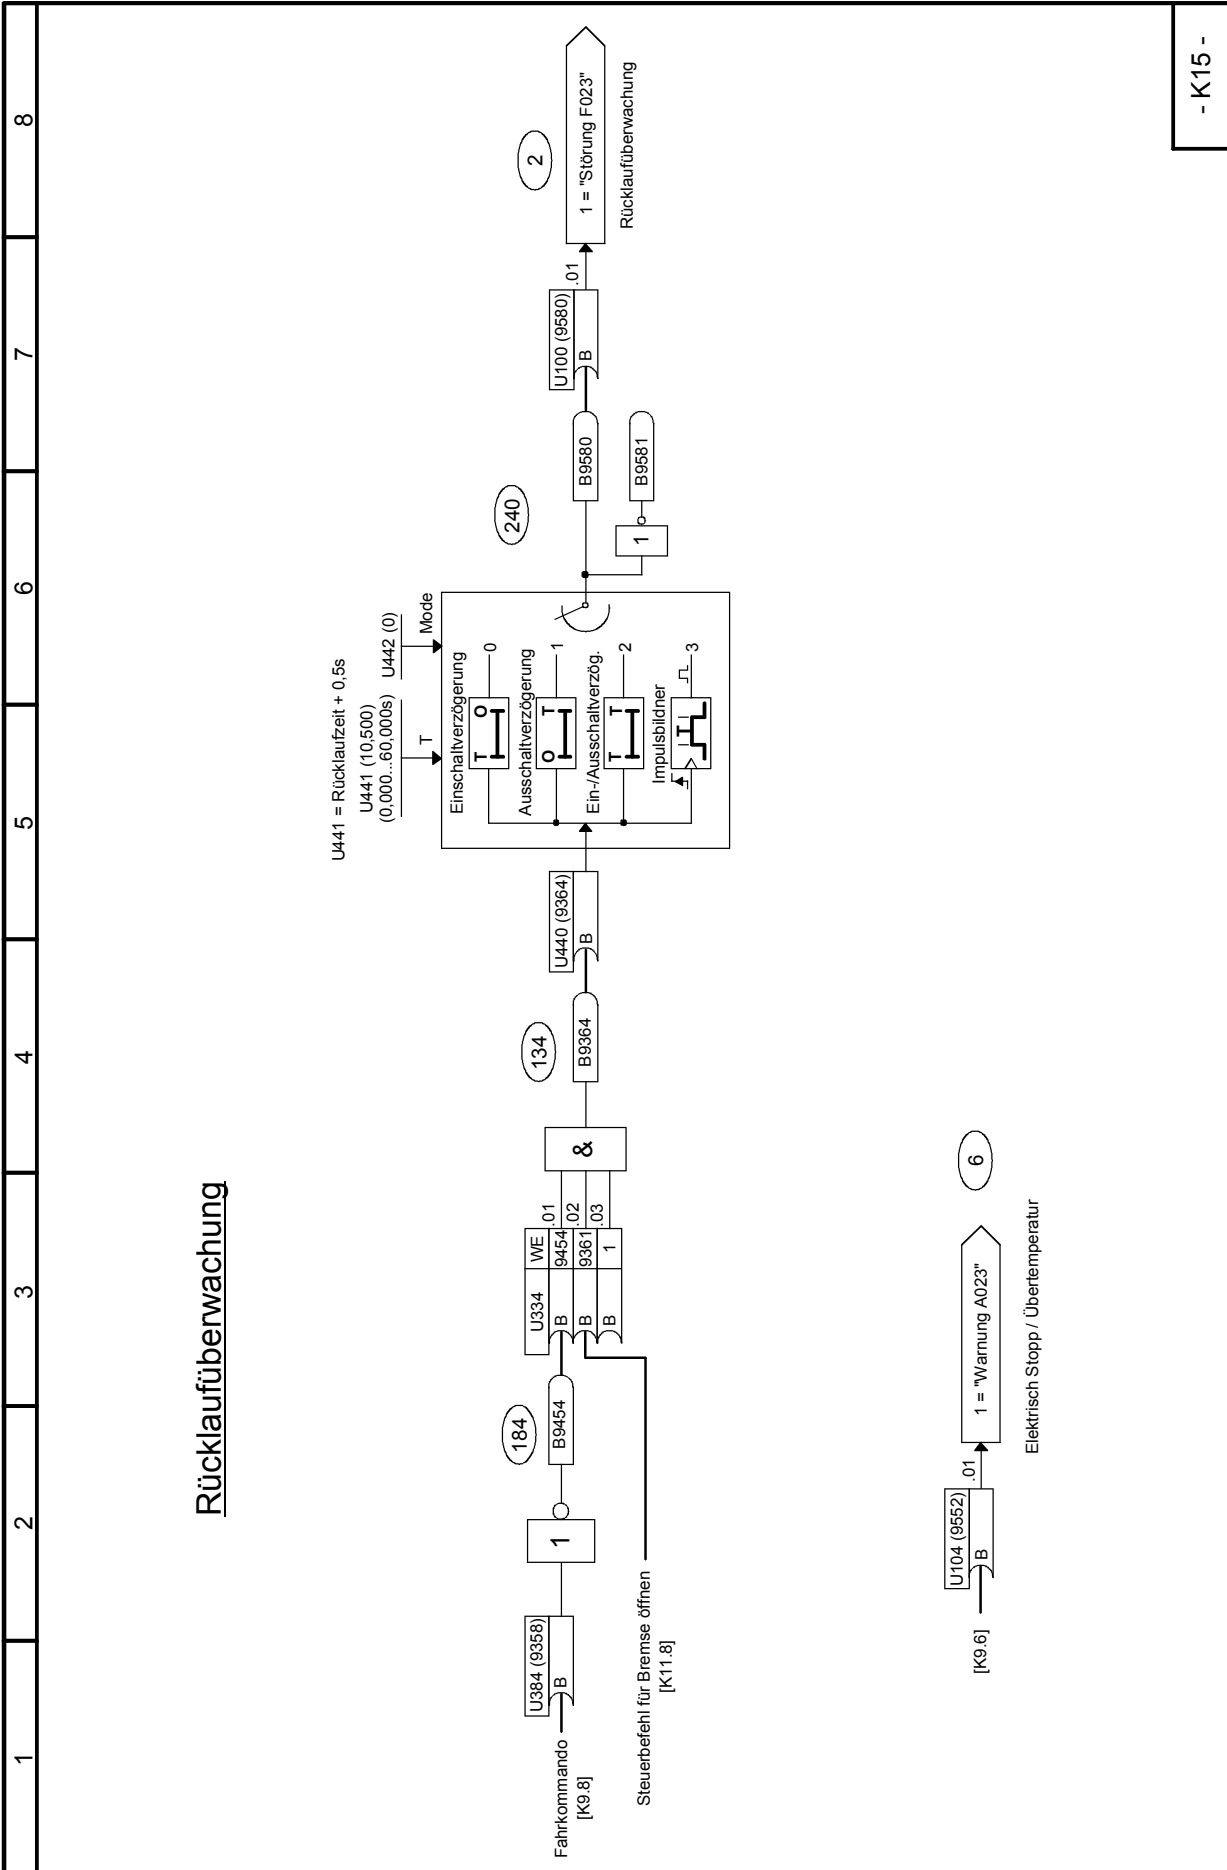 1
2
3
4
5
6
7
8
Rücklaufüberwachung
U441 = Rücklaufzeit + 0,5s
U441 (10,500)
(0,000...60,000s)
U442 (0)
T
Mode
Fahrkommando
[K9.8]
U384 (9358)
B
1
184
B9454
U334
WE
B
9454
.01
B
9361
.02
B
1
.03
Steuerbefehl für Bremse öffnen
[K11.8]
&
134
B9364
U440 (9364)
B
Einschaltverzögerung
T
O
0
Ausschaltverzögerung
O
T
1
Ein-/Ausschaltverzög.
T
T
2
Impulsbildner
T
3
240
B9580
1
B9581
U100 (9580)
B
.01
2
1 = "Störung F023"
Rücklaufüberwachung
[K9.6]
U104 (9552)
B
.01
1 = "Warnung A023"
6
Elektrisch Stopp / Übertemperatur
- K15 -